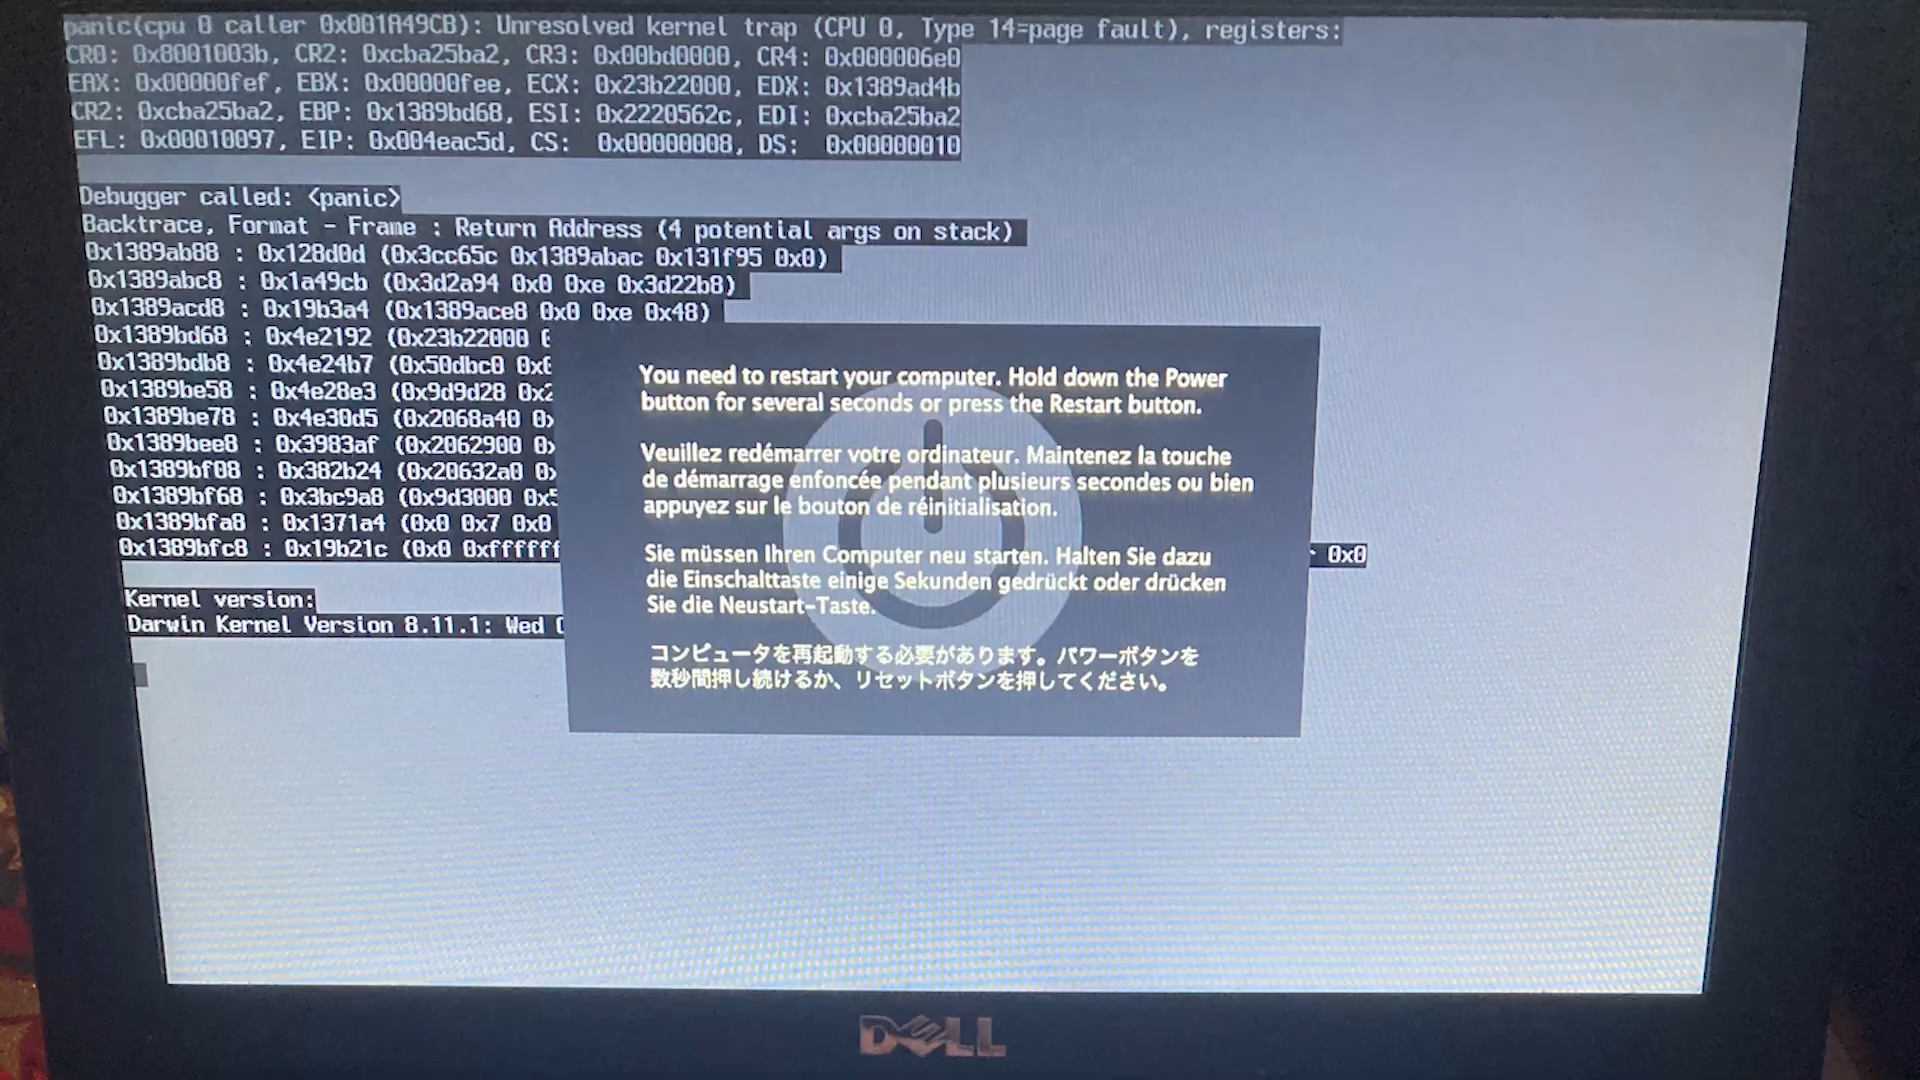 panic(cpu 0 caller 0x001A49CB): Unresolved kernel trap (CPU 0, Type 14=page fault), registers:
CR0: 0x8001003b, CR2: 0xcba25ba2, CR3: 0x00bd0000, CR4: 0x000006e0
EAX: 0x00000fef, EBX: 0x00000fee, ECX: 0x23b22000, EDX: 0x1389ad4b
CR2: 0xcba25ba2, EBP: 0x1389bd68, ESI: 0x2220562c, EDI: 0xcba25ba2
EFL: 0x00010097, EIP: 0x004eac5d, CS:  0x00000008, DS:  0x00000010
Debugger called: <panic>
Backtrace, Format - Frame : Return Address (4 potential args on stack)
0x1389ab88 : 0x128d0d (0x3cc65c 0x1389abac 0x131f95 0x0)
0x1389abc8 : 0x1a49cb (0x3d2a94 0x0 0xe 0x3d22b8)
0x1389acd8 : 0x19b3a4 (0x1389ace8 0x0 0xe 0x48)
0x1389bd68 : 0x4e2192 (0x23b22000
0x1389bdb8 : 0x4e24b7 (0x50dbc0
0x1389be58 : 0x4e28e3 (0x9d9d28
0x1389be78 : 0x4e30d5 (0x2068a40
0x1389bee8 : 0x3983af (0x2062900
0x1389bf08 : 0x382b24 (0x20632a0
0x1389bf68 : 0x3bc9a8 (0x9d3000
0x1389bfa8 : 0x1371a4 (0x0 0x7 0x0
0x1389bfc8 : 0x19b21c (0x0 0xffffff 0x0
Kernel version:
Darwin Kernel Version 8.11.1: Wed
You need to restart your computer. Hold down the Power
button for several seconds or press the Restart button.
Veuillez redémarrer votre ordinateur. Maintenez la touche
de démarrage enfoncée pendant plusieurs secondes ou bien
appuyez sur le bouton de réinitialisation.
Sie müssen Ihren Computer neu starten. Halten Sie dazu
die Einschalttaste einige Sekunden gedrückt oder drücken
Sie die Neustart-Taste.
コンピュータを再起動する必要があります。パワーボタンを
数秒間押し続けるか、リセットボタンを押してください。
DELL